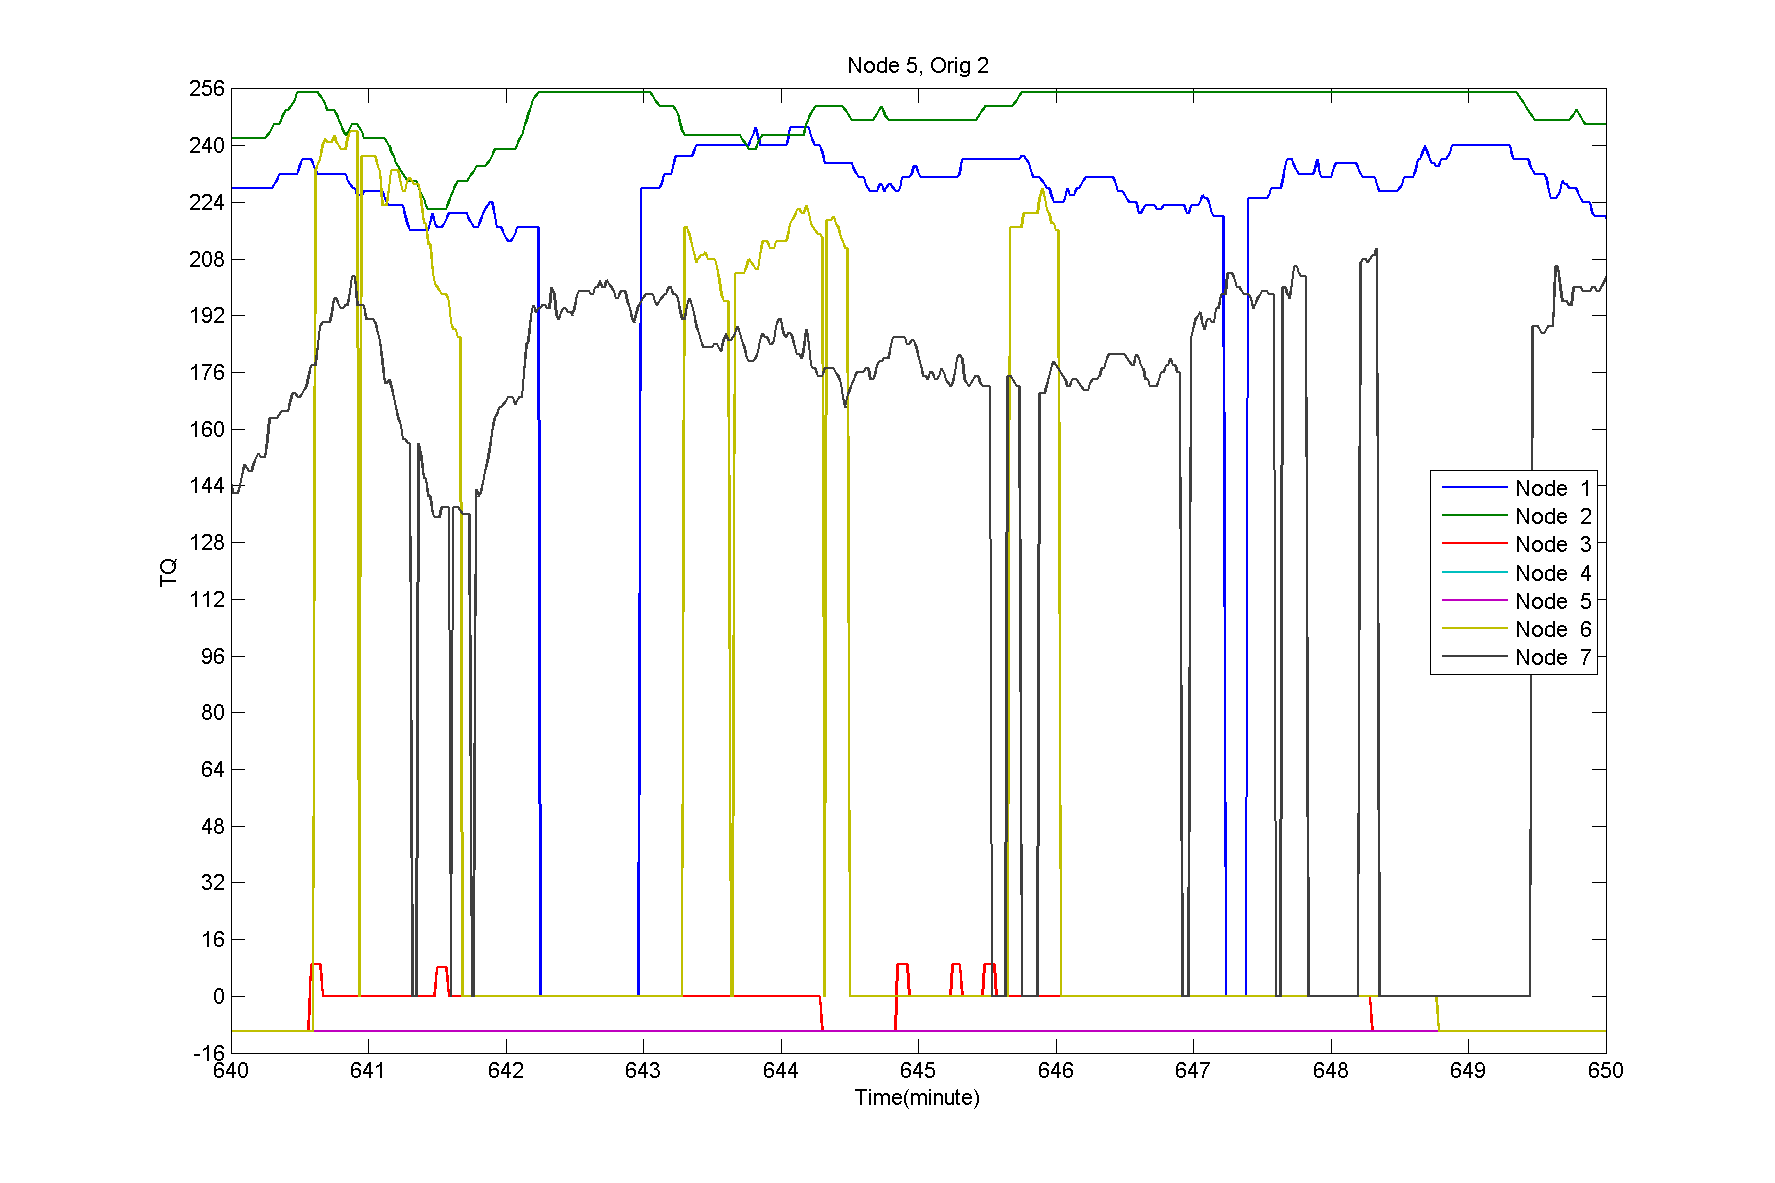 Node 5, Orig 2
256
240
224
208
192
176
160
144
128
112
96
80
64
48
32
16
0
-16
TQ
Node 1
Node 2
Node 3
Node 4
Node 5
Node 6
Node 7
640 641 642 643 644 645 646 647 648 649 650
Time(minute)